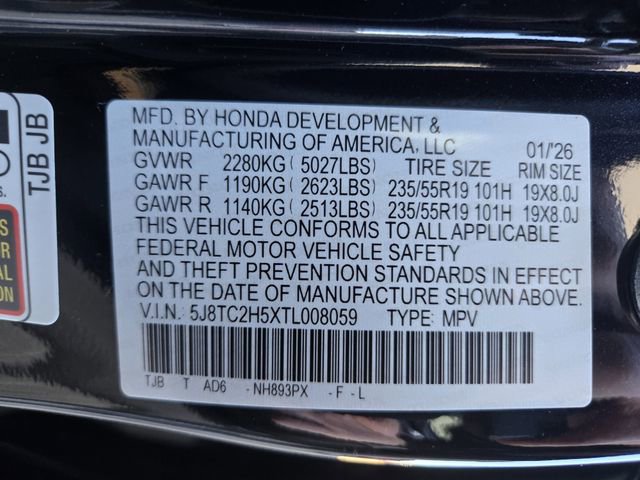 MFD. BY HONDA DEVELOPMENT &
MANUFACTURING OF AMERICA, LLC 01/'26
GVWR 2280KG ( 5027LBS) TIRE SIZE RIM SIZE
GAWR F 1190KG ( 2623LBS) 235/55R19 101H 19X8.0J
GAWR R 1140KG ( 2513LBS) 235/55R19 101H 19X8.0J
THIS VEHICLE CONFORMS TO ALL APPLICABLE
FEDERAL MOTOR VEHICLE SAFETY
AND THEFT PREVENTION STANDARDS IN EFFECT
ON THE DATE OF MANUFACTURE SHOWN ABOVE.
V.I.N.: 5J8TC2H5XTL008059 TYPE: MPV
TJB T AD6 - NH893PX - F - L
TJB JB